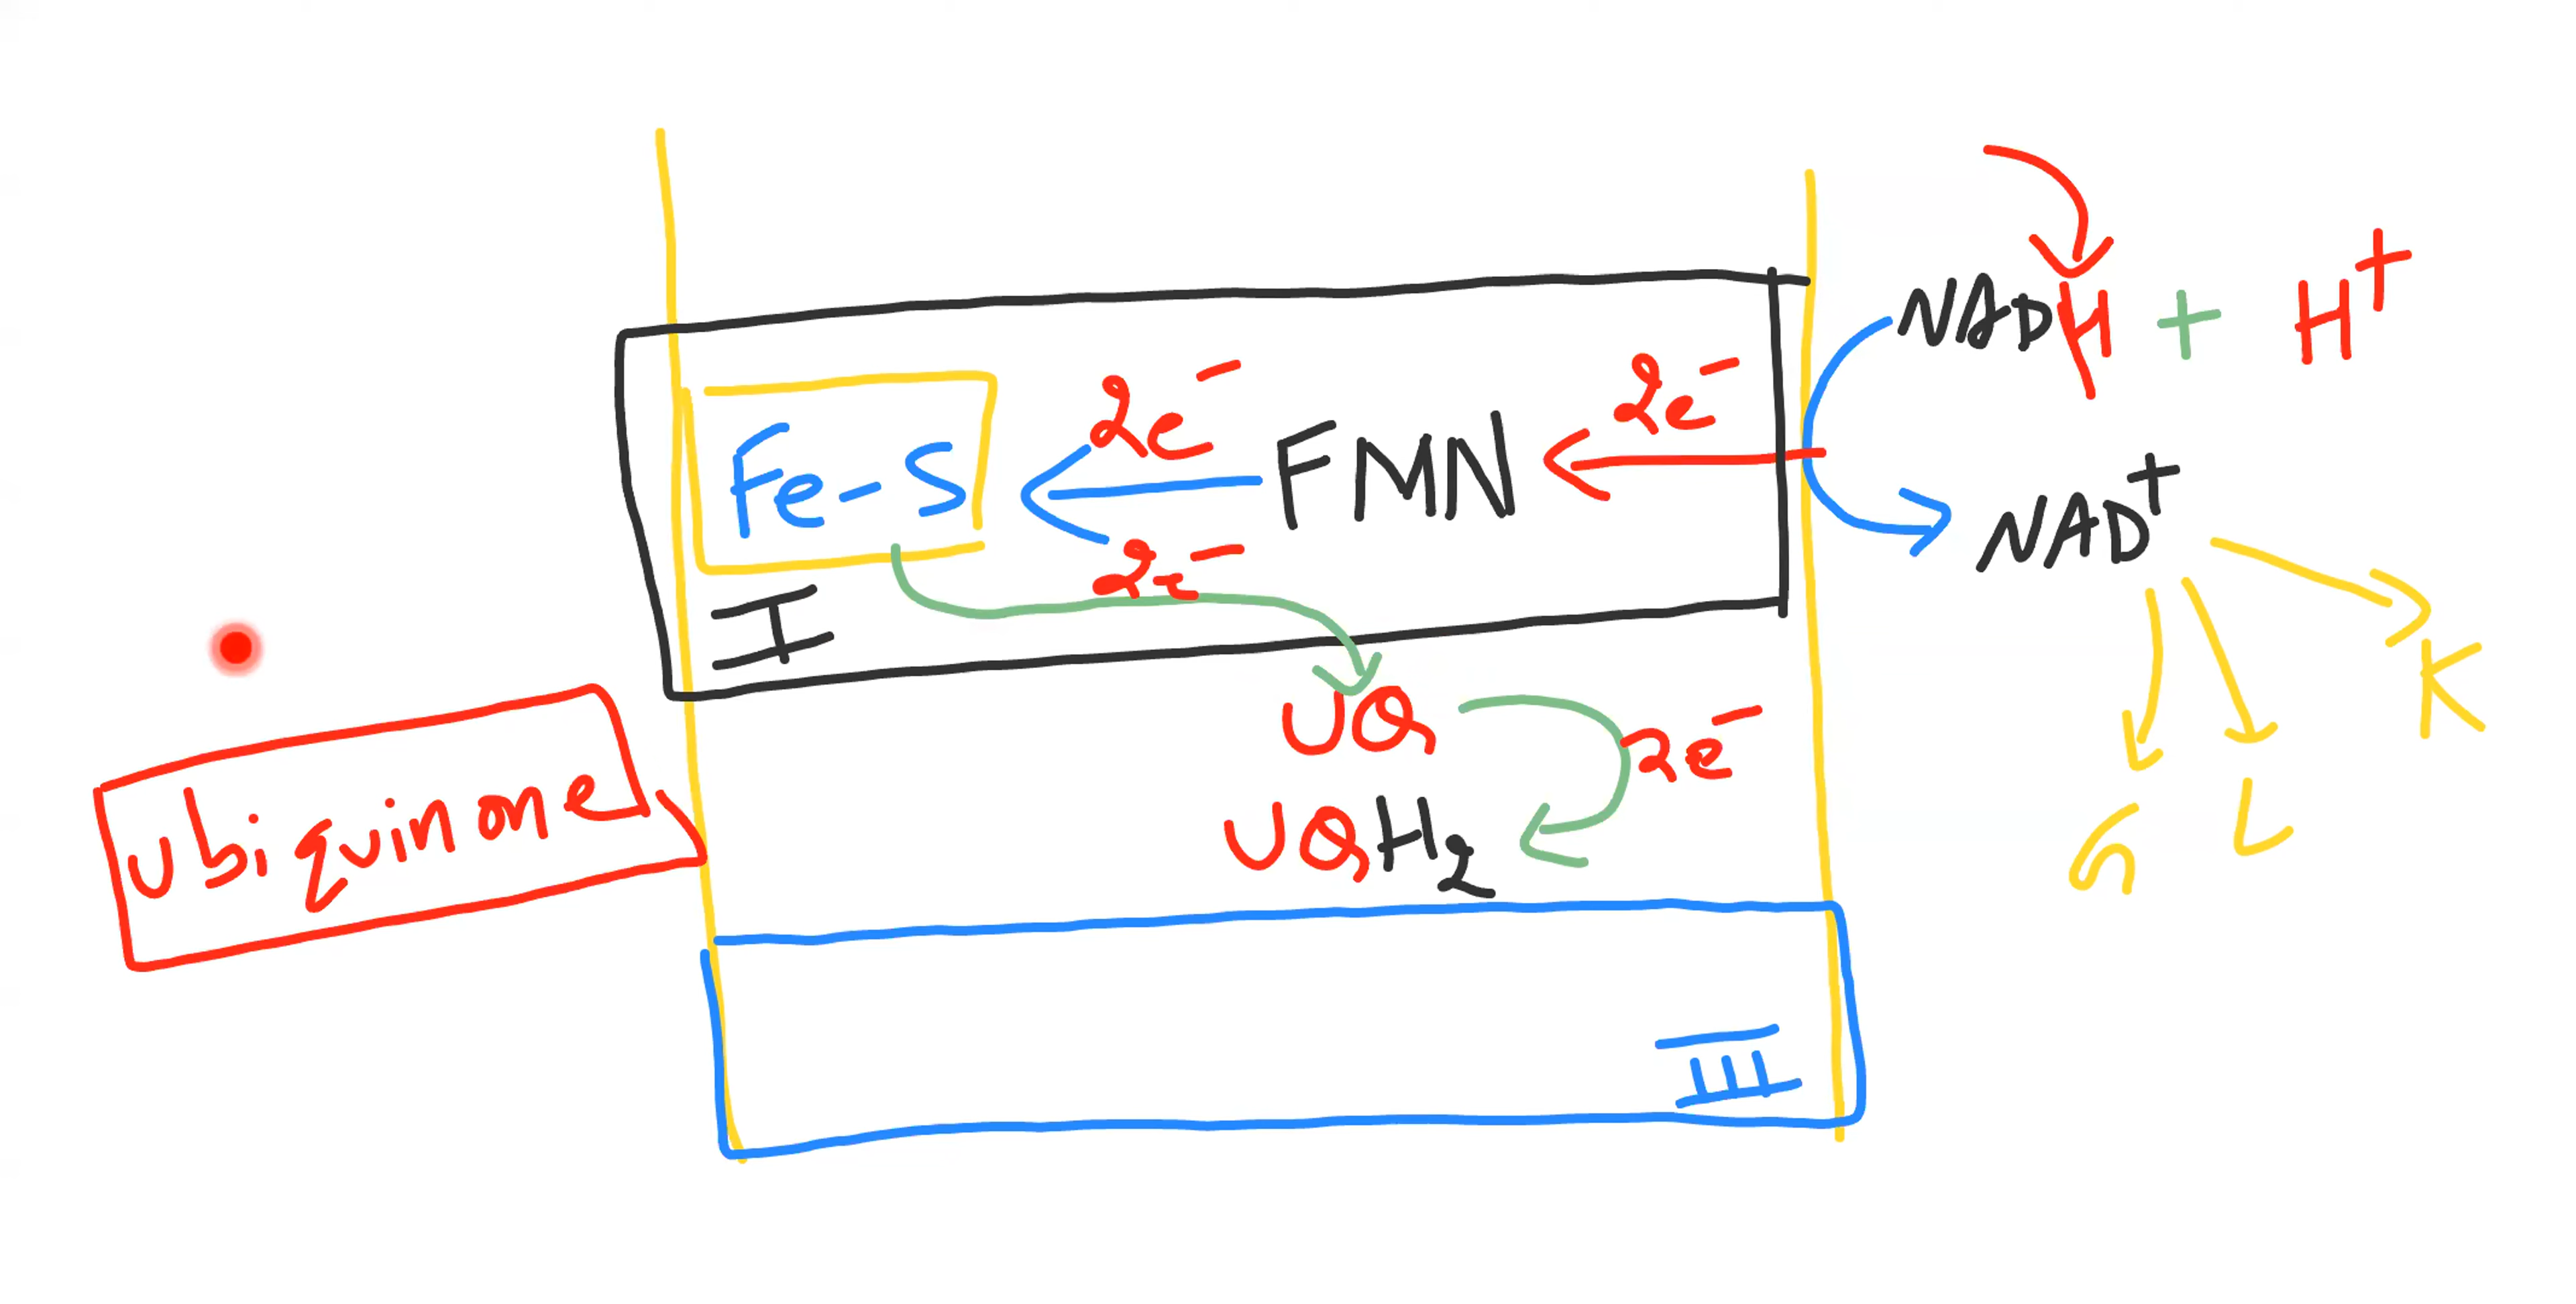 NADH + H⁺
2e⁻
2e⁻
Fe-S
FMN
NAD⁺
2e⁻
I
K
UQ
2e⁻
Ubiquinone
UQH₂
G
L
III